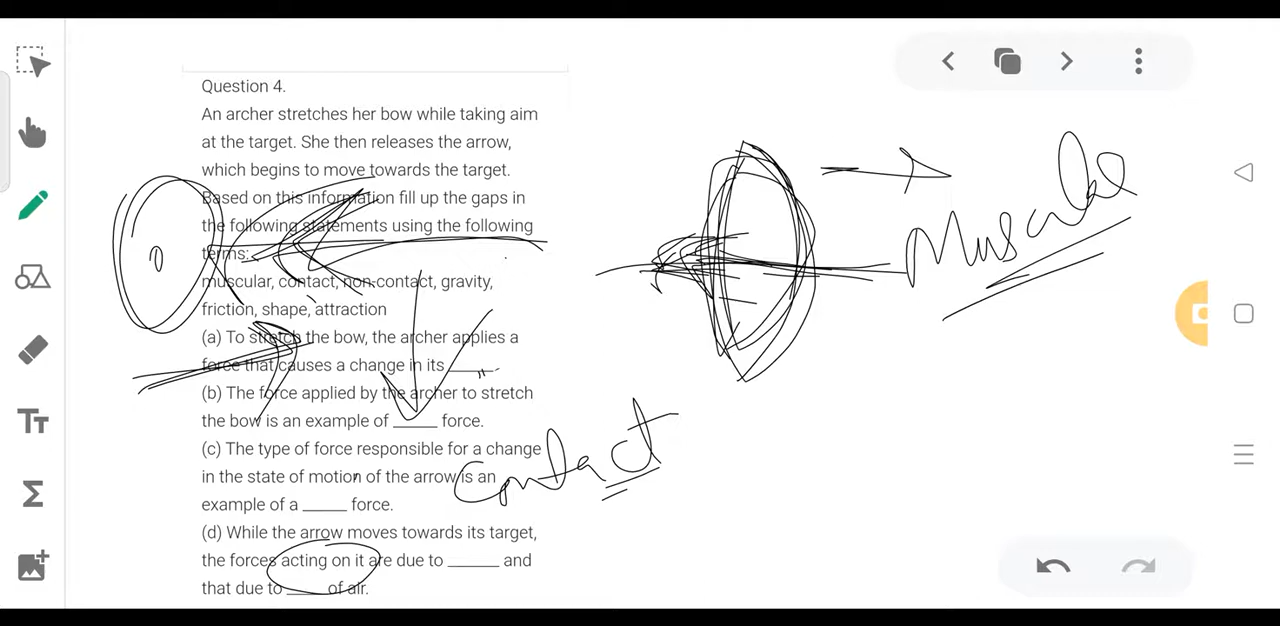 Question 4.
An archer stretches her bow while taking aim
at the target. She then releases the arrow,
which begins to move towards the target.
Based on this information fill up the gaps in
the following statements using the following
terms:
muscular, contact, non-contact, gravity,
friction, shape, attraction
(a) To stretch the bow, the archer applies a
force that causes a change in its _____.
(b) The force applied by the archer to stretch
the bow is an example of _____ force.
(c) The type of force responsible for a change
in the state of motion of the arrow is an
example of a _____ force.
(d) While the arrow moves towards its target,
the forces acting on it are due to ______ and
that due to _____ of air.
Contact
TT
Σ